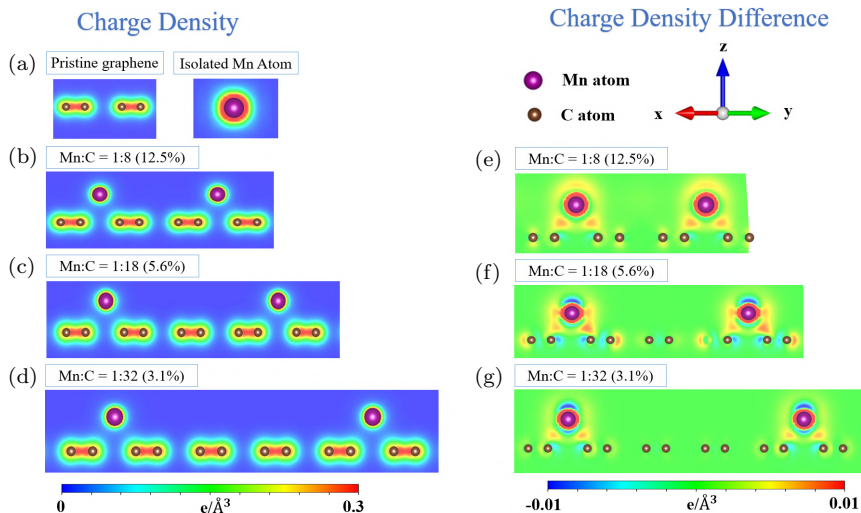 Charge Density
Charge Density Difference
(a)
Pristine graphene
Isolated Mn Atom
Mn atom
C atom
z
x
y
(b)
Mn:C = 1:8 (12.5%)
(c)
Mn:C = 1:18 (5.6%)
(d)
Mn:C = 1:32 (3.1%)
0
e/Å³
0.3
(e)
Mn:C = 1:8 (12.5%)
(f)
Mn:C = 1:18 (5.6%)
(g)
Mn:C = 1:32 (3.1%)
-0.01
e/Å³
0.01